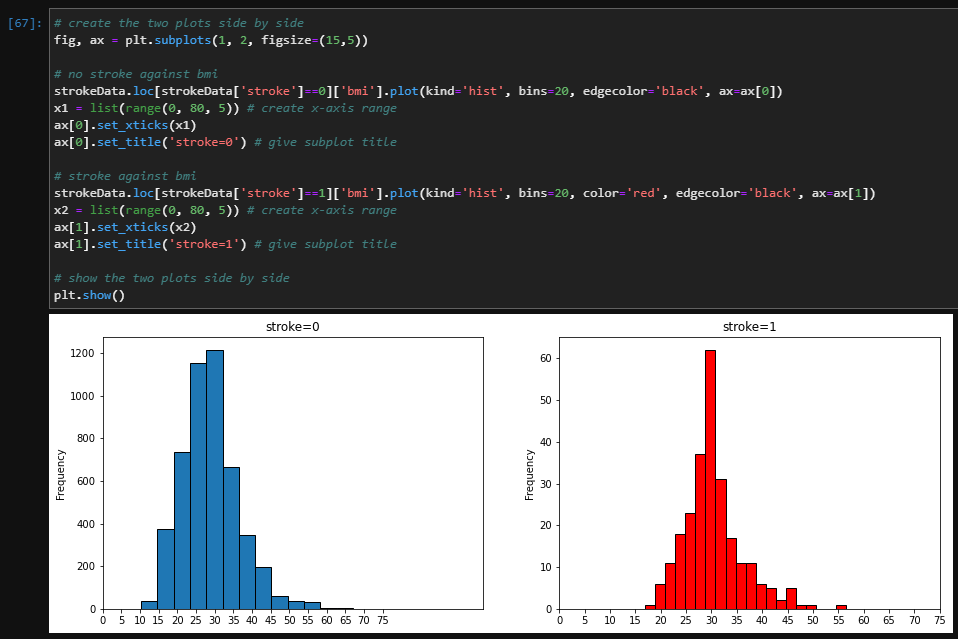 [67]: # create the two plots side by side
fig, ax = plt.subplots(1, 2, figsize=(15,5))
# no stroke against bmi
strokeData.loc[strokeData['stroke']==0]['bmi'].plot(kind='hist', bins=20, edgecolor='black', ax=ax[0])
x1 = list(range(0, 80, 5)) # create x-axis range
ax[0].set_xticks(x1)
ax[0].set_title('stroke=0') # give subplot title
# stroke against bmi
strokeData.loc[strokeData['stroke']==1]['bmi'].plot(kind='hist', bins=20, color='red', edgecolor='black', ax=ax[1])
x2 = list(range(0, 80, 5)) # create x-axis range
ax[1].set_xticks(x2)
ax[1].set_title('stroke=1') # give subplot title
# show the two plots side by side
plt.show()
stroke=0
1200
1000
800
600
400
200
0
Frequency
0 5 10 15 20 25 30 35 40 45 50 55 60 65 70 75
stroke=1
60
50
40
30
20
10
0
Frequency
0 5 10 15 20 25 30 35 40 45 50 55 60 65 70 75